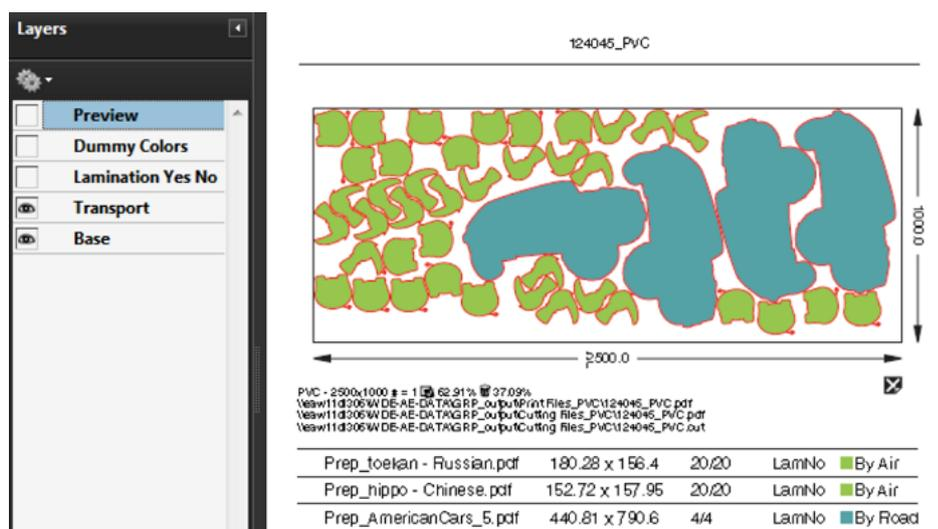 Layers
Preview
Dummy Colors
Lamination Yes No
Transport
Base
124045_PVC
1000.0
2500.0
PVC - 2500x1000 # = 1 62.91% 37.09%
\\eaw11d306\WDE-AE-DATA\GRP_output\Print Files_PVC\124045_PVC.pdf
\\eaw11d306\WDE-AE-DATA\GRP_output\Cutting Files_PVC\124045_PVC.pdf
\\eaw11d306\WDE-AE-DATA\GRP_output\Cutting Files_PVC\124045_PVC.cut
Prep_toekan - Russian.pdf 180.28 x 156.4 20/20 LamNo By Air
Prep_hippo - Chinese.pdf 152.72 x 157.95 20/20 LamNo By Air
Prep_AmericanCars_5.pdf 440.81 x 790.6 4/4 LamNo By Road